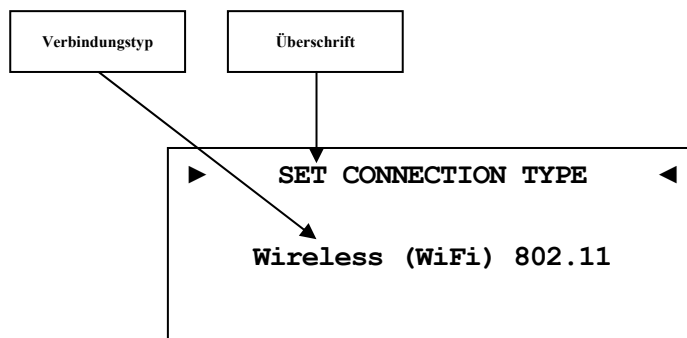 Verbindungstyp
Überschrift
► SET CONNECTION TYPE ◄
Wireless (WiFi) 802.11